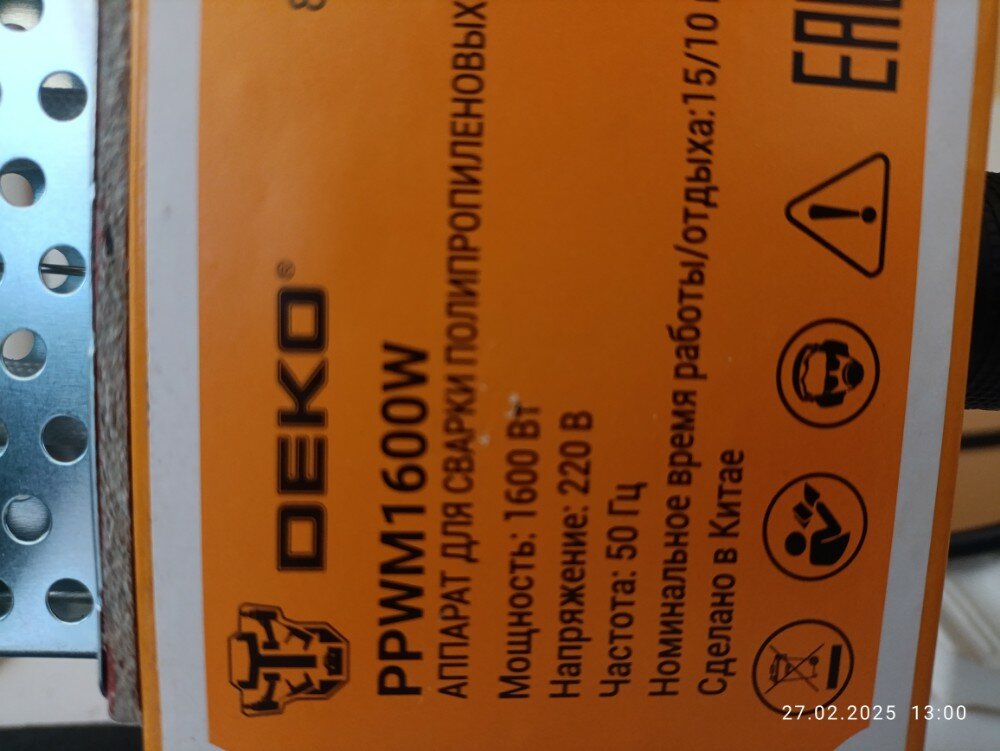 DEKO®
PPWM1600W
АППАРАТ ДЛЯ СВАРКИ ПОЛИПРОПИЛЕНОВЫХ
Мощность: 1600 Вт
Напряжение: 220 В
Частота: 50 Гц
Номинальное время работы/отдыха:15/10
Сделано в Китае
EAC
27.02.2025 13:00